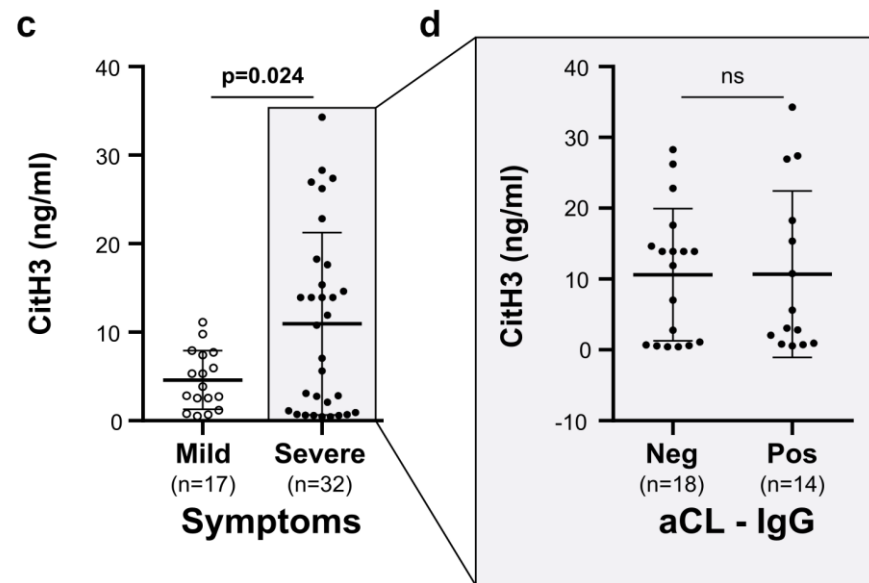 c
p=0.024
CitH3 (ng/ml)
40
30
20
10
0
Mild
Severe
(n=17)
(n=32)
Symptoms
d
ns
CitH3 (ng/ml)
40
30
20
10
0
-10
Neg
Pos
(n=18)
(n=14)
aCL - IgG